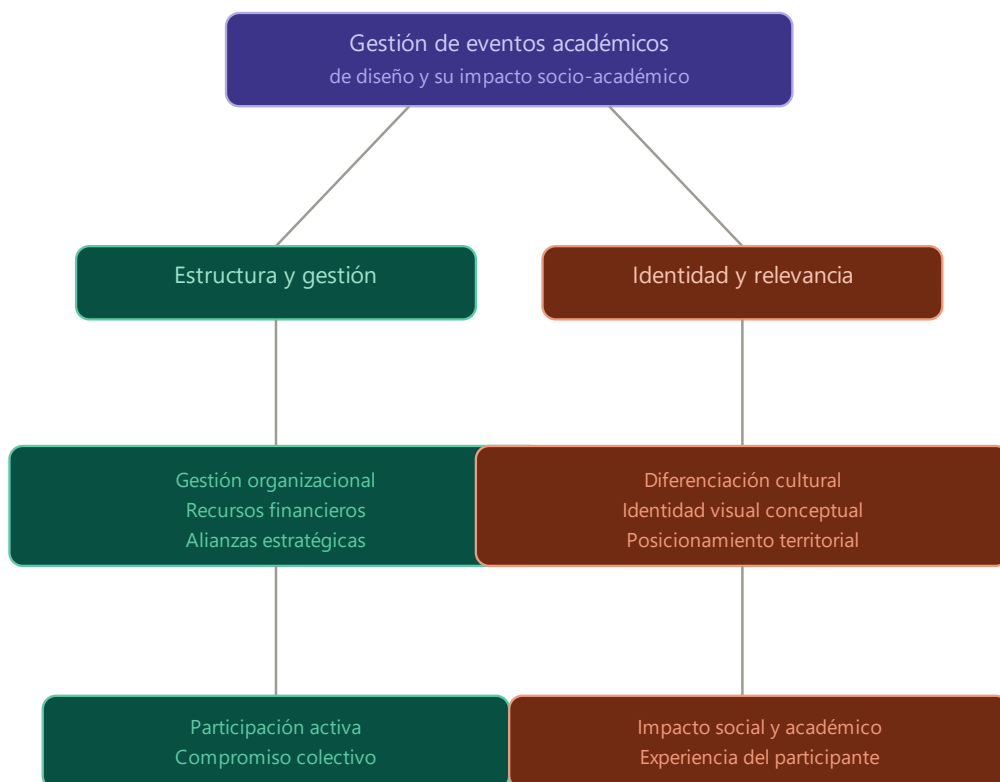 Gestión de eventos académicos
de diseño y su impacto socio-académico
Estructura y gestión
Identidad y relevancia
Gestión organizacional
Recursos financieros
Alianzas estratégicas
Diferenciación cultural
Identidad visual conceptual
Posicionamiento territorial
Participación activa
Compromiso colectivo
Impacto social y académico
Experiencia del participante